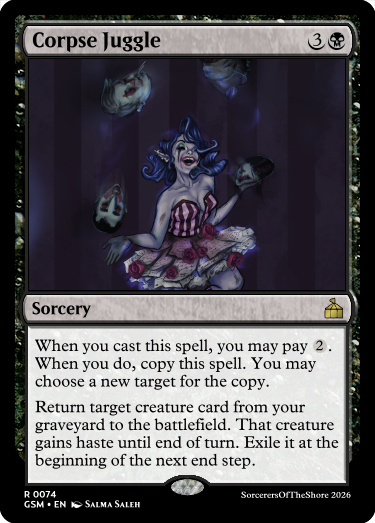 Corpse Juggle 3
Sorcery
When you cast this spell, you may pay 2.
When you do, copy this spell. You may
choose a new target for the copy.
Return target creature card from your
graveyard to the battlefield. That creature
gains haste until end of turn. Exile it at the
beginning of the next end step.
R 0074
GSM • EN Salma Saleh
SorcerersOfTheShore 2026